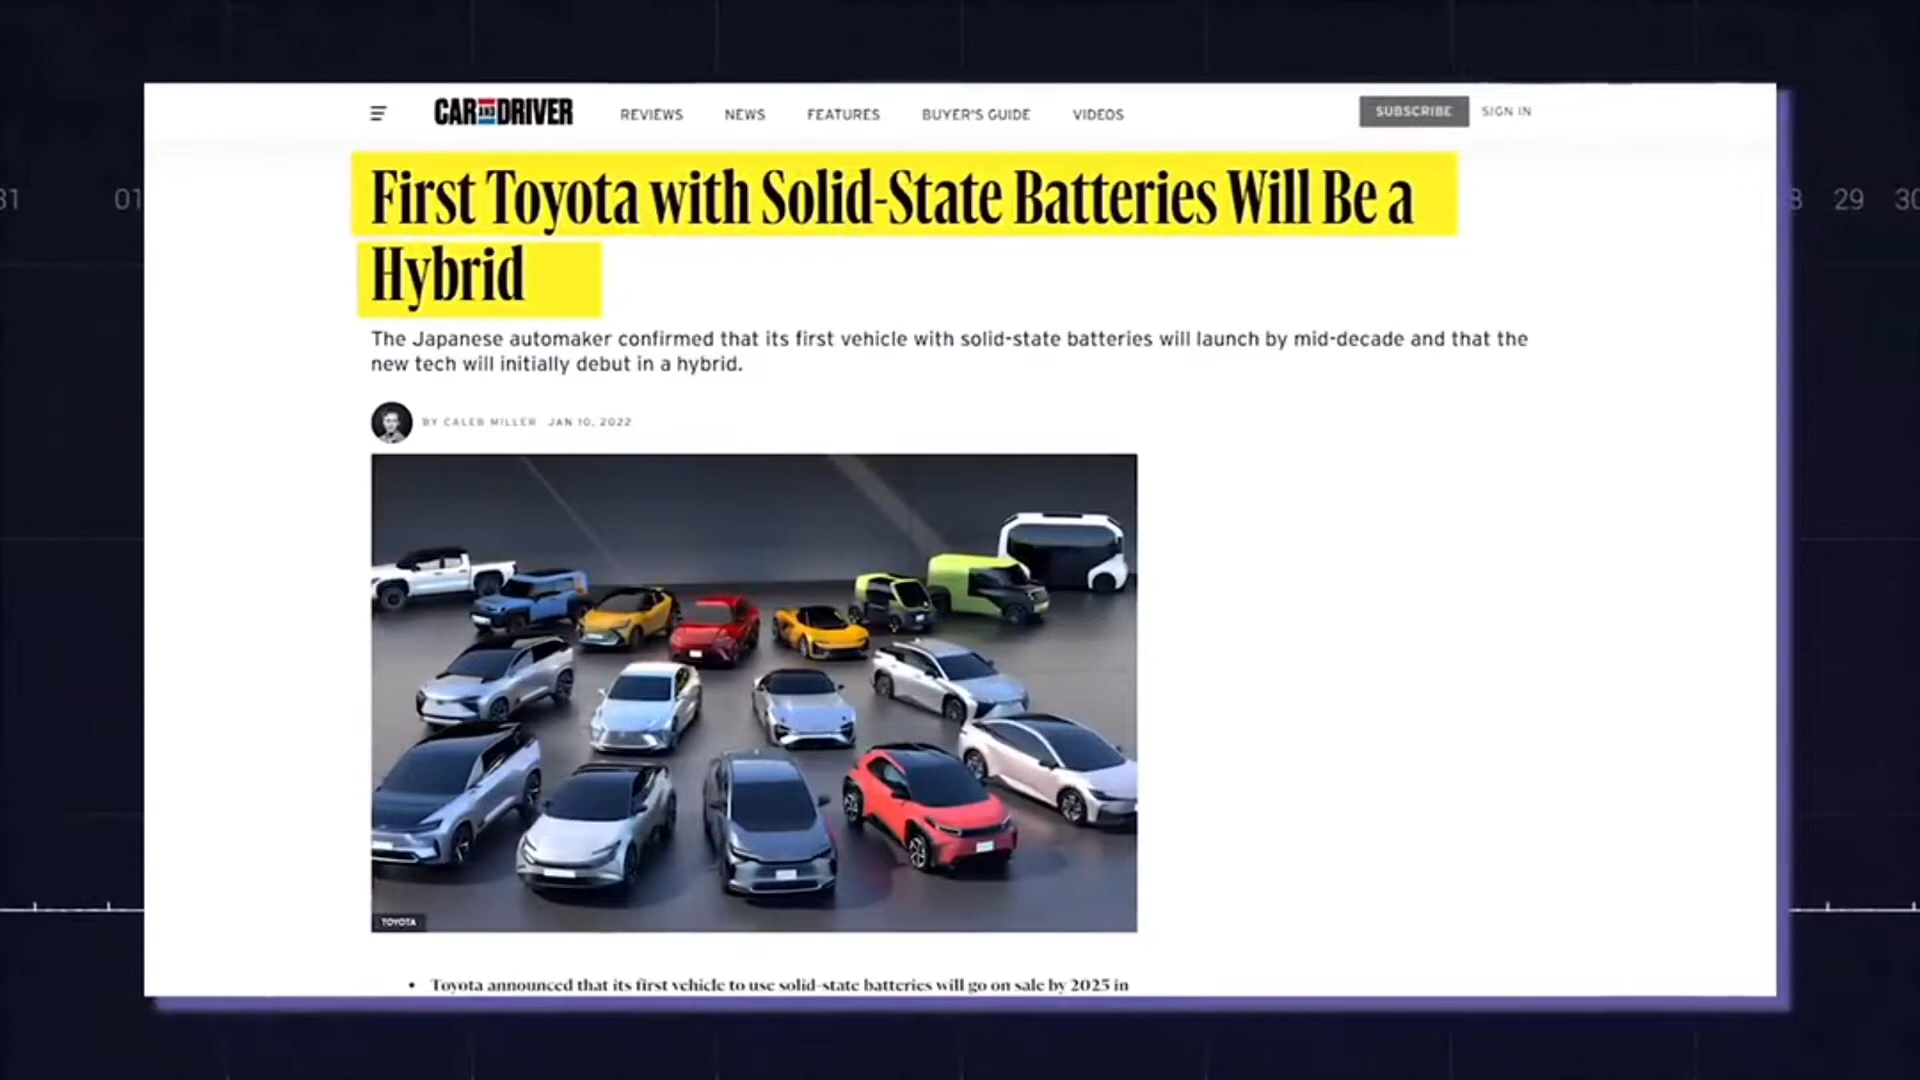 CAR AND DRIVER REVIEWS NEWS FEATURES BUYER'S GUIDE VIDEOS SUBSCRIBE SIGN IN
First Toyota with Solid-State Batteries Will Be a
Hybrid
31 01 28 29 30
The Japanese automaker confirmed that its first vehicle with solid-state batteries will launch by mid-decade and that the
new tech will initially debut in a hybrid.
BY CALEB MILLER JAN 10, 2022
TOYOTA
• Toyota announced that its first vehicle to use solid-state batteries will go on sale by 2025 in